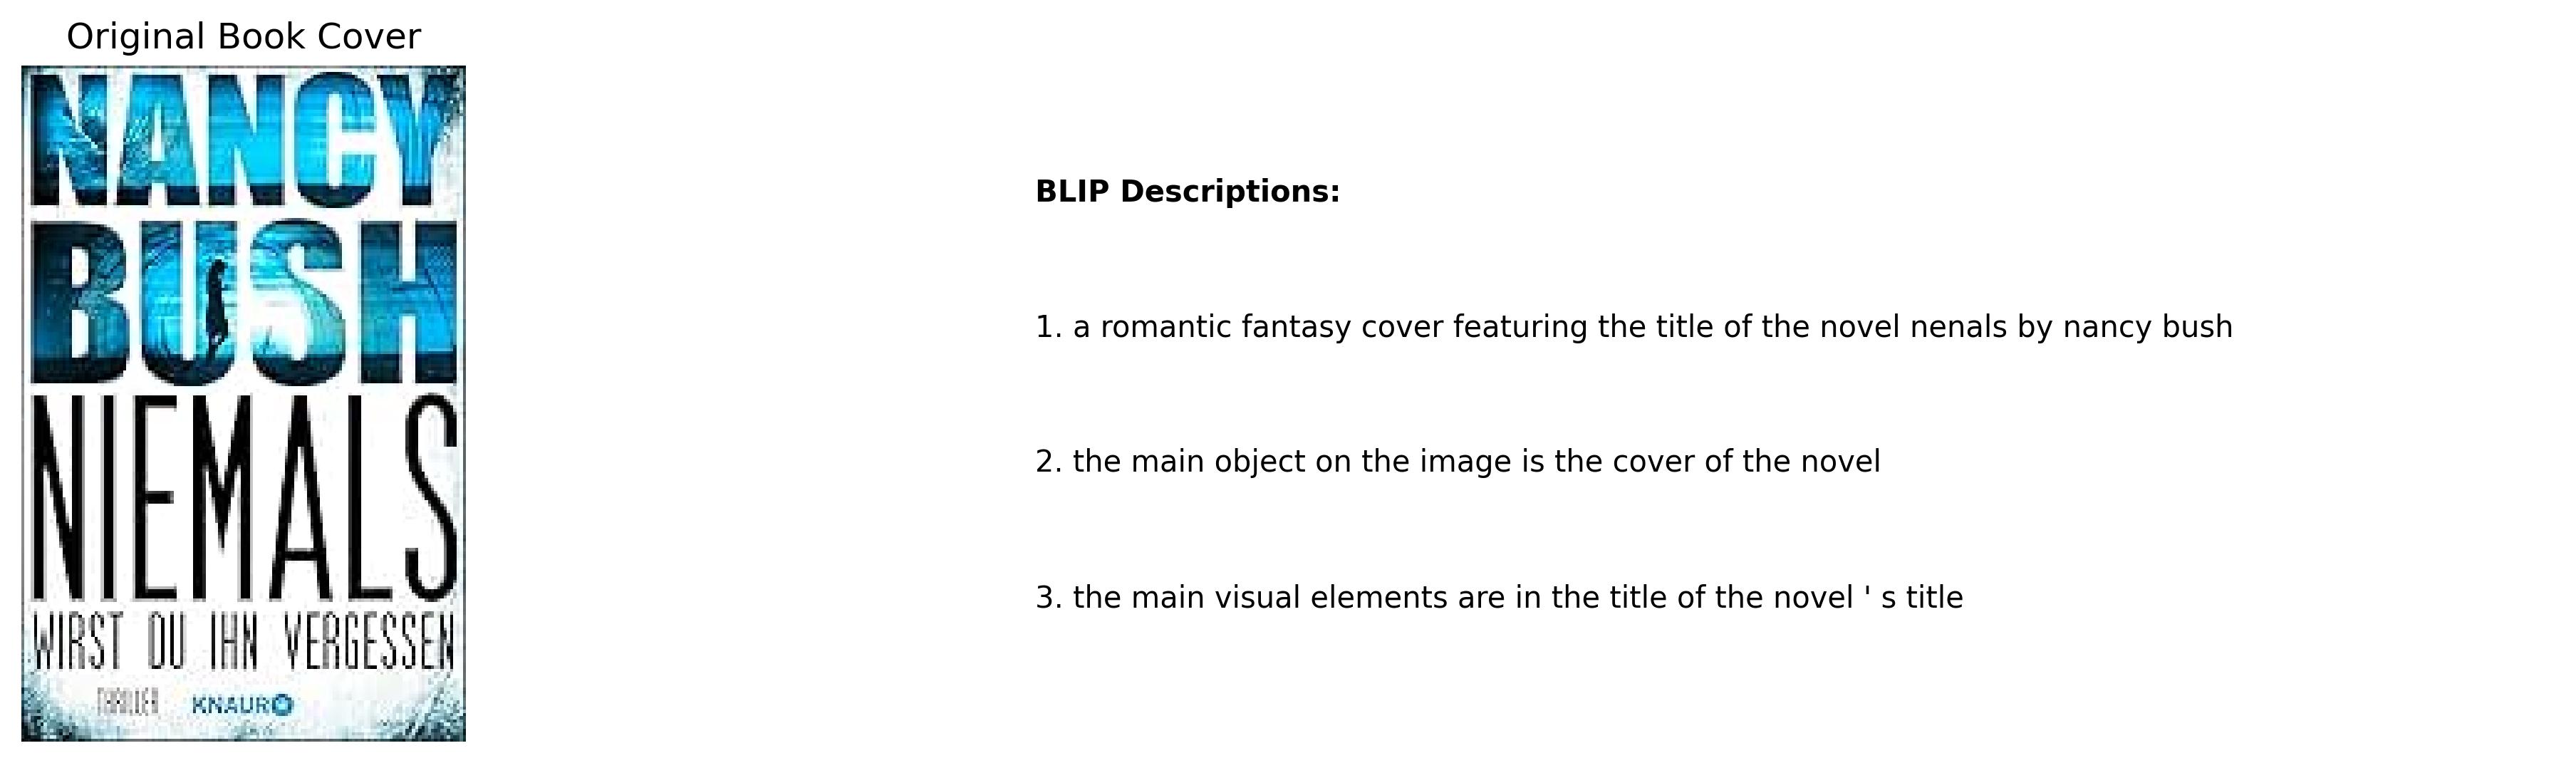 Original Book Cover
NANCY
BUSH
NIEMALS
WIRST DU IHN VERGESSEN
THRILLER KNAUR
BLIP Descriptions:
1. a romantic fantasy cover featuring the title of the novel nenals by nancy bush
2. the main object on the image is the cover of the novel
3. the main visual elements are in the title of the novel ' s title